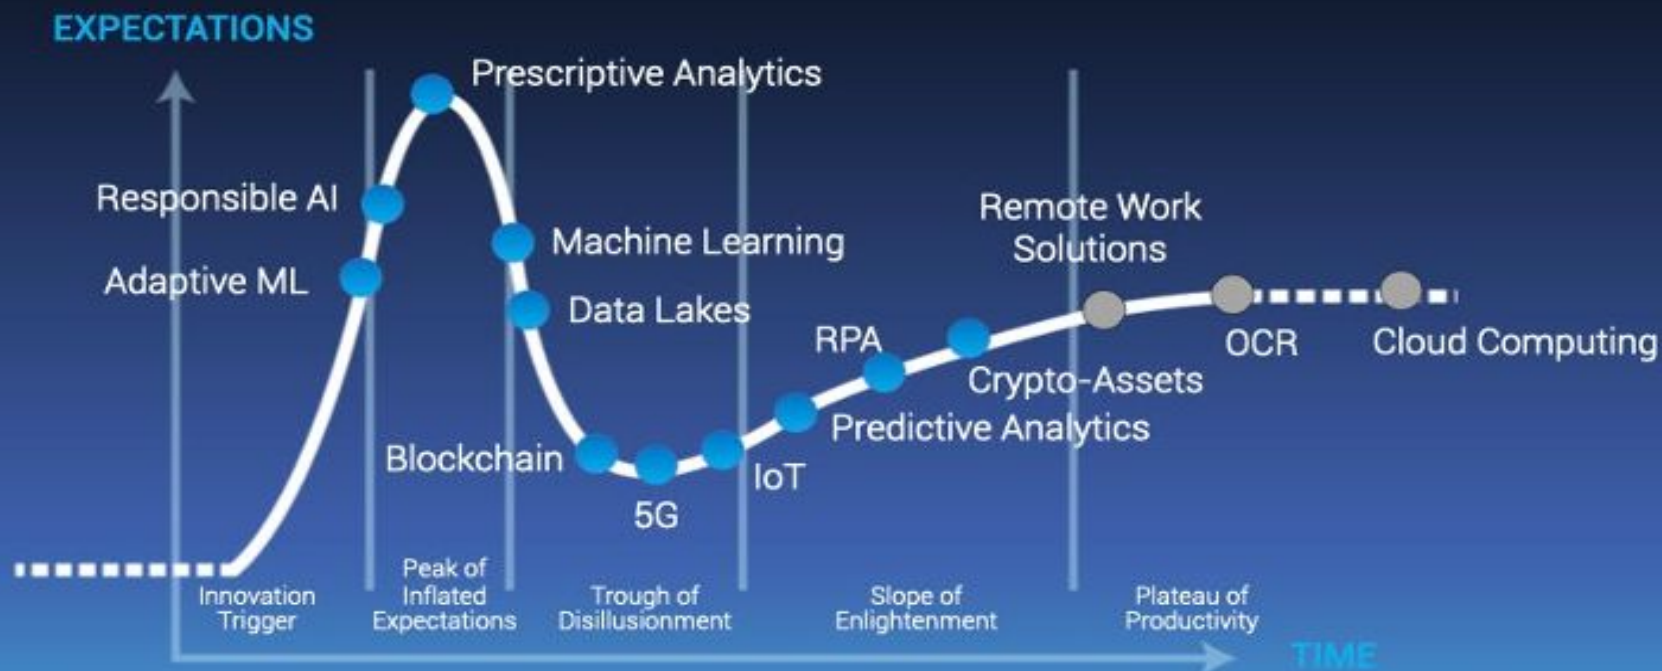 EXPECTATIONS
Prescriptive Analytics
Responsible AI
Adaptive ML
Machine Learning
Data Lakes
Remote Work
Solutions
RPA
OCR
Cloud Computing
Crypto-Assets
Predictive Analytics
Blockchain
IoT
5G
Innovation
Trigger
Peak of
Inflated
Expectations
Trough of
Disillusionment
Slope of
Enlightenment
Plateau of
Productivity
TIME